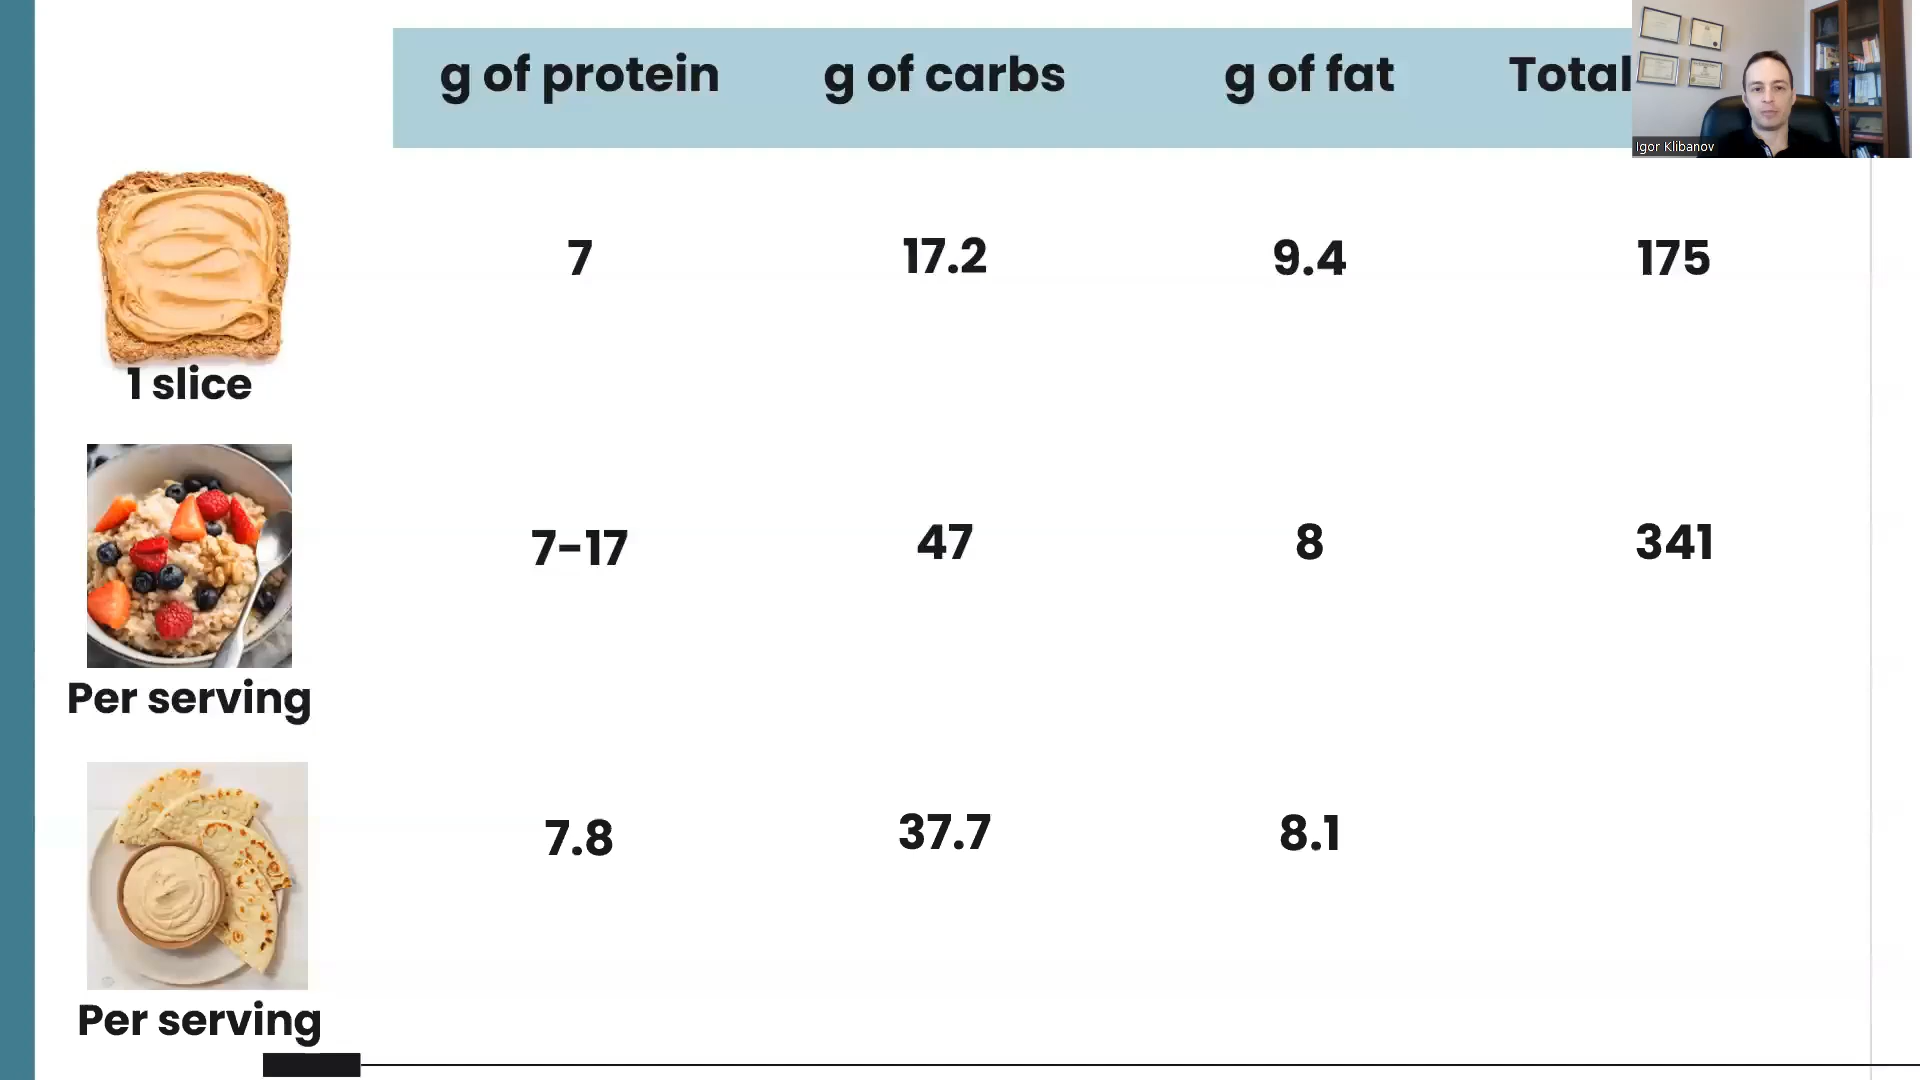 g of protein g of carbs g of fat Total
Igor Klibanov
7 17.2 9.4 175
1 slice
7-17 47 8 341
Per serving
7.8 37.7 8.1
Per serving